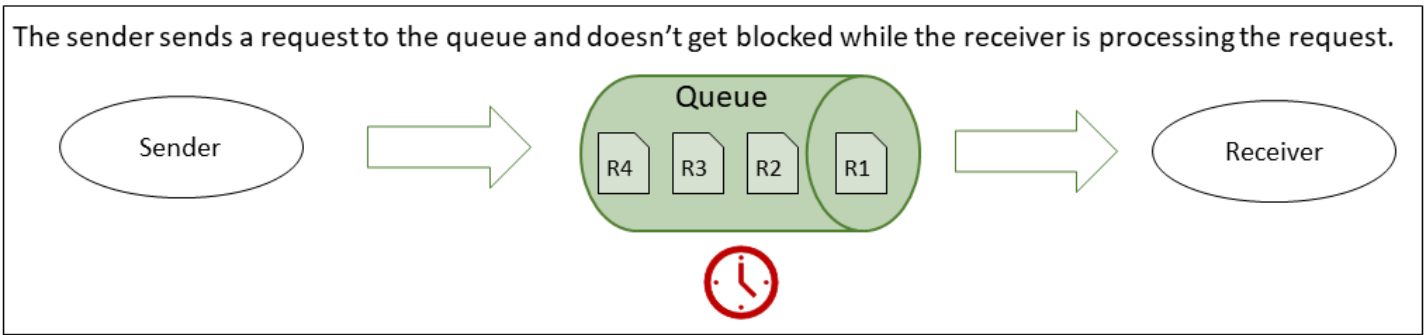 The sender sends a request to the queue and doesn’t get blocked while the receiver is processing the request.
Queue
Sender
R4 R3 R2 R1
Receiver